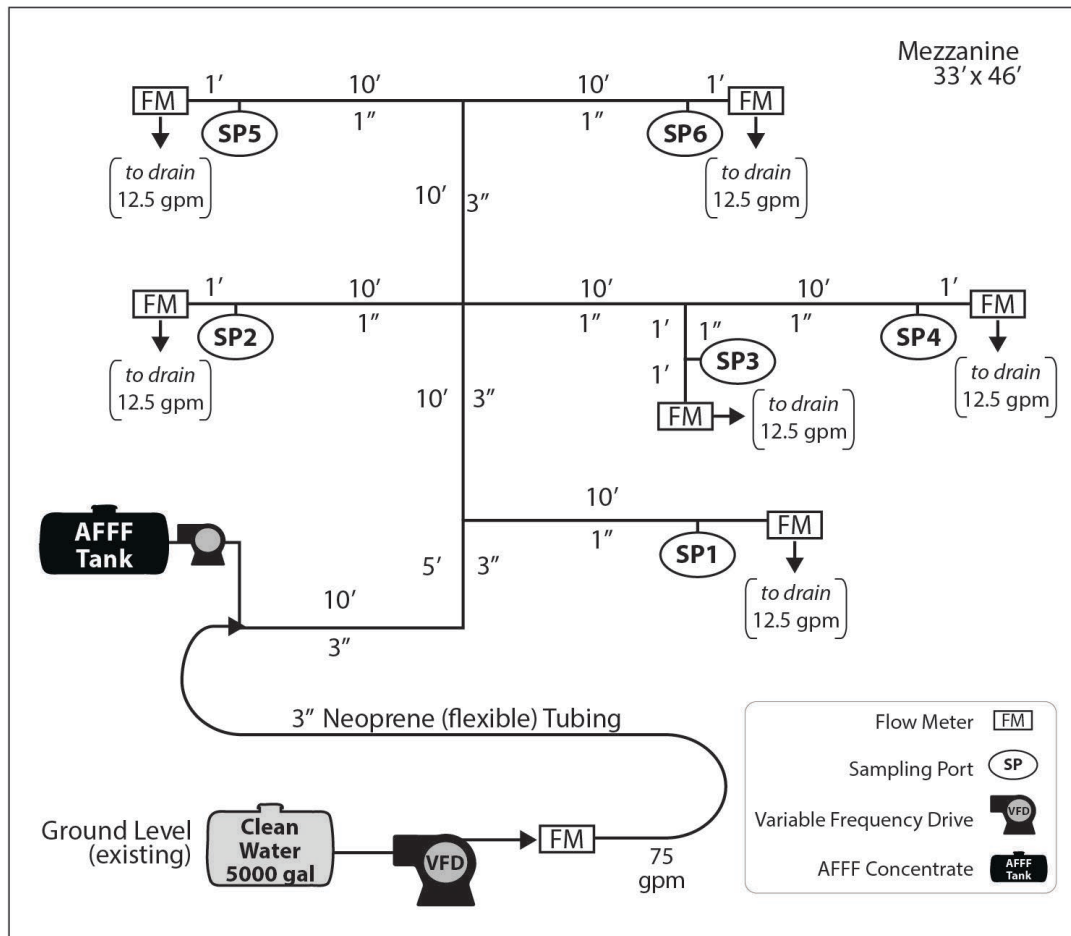 Mezzanine
33’ x 46’
1’ 10’ 10’ 1’
FM FM
1” 1”
SP5 SP6
to drain
12.5 gpm
to drain
12.5 gpm
10’
3”
1’ 10’ 10’ 10’ 1’
FM FM
1” 1’ 1” 1”
1”
SP2 SP3 SP4
1’
to drain
12.5 gpm
to drain
12.5 gpm
FM
to drain
12.5 gpm
10’ 3”
10’
FM
1”
SP1
AFFF
Tank
5’ 3”
to drain
12.5 gpm
10’
3”
3” Neoprene (flexible) Tubing
Ground Level
(existing)
Clean
Water
5000 gal
VFD
FM
75
gpm
Flow Meter FM
Sampling Port SP
Variable Frequency Drive VFD
AFFF Concentrate AFFF
Tank